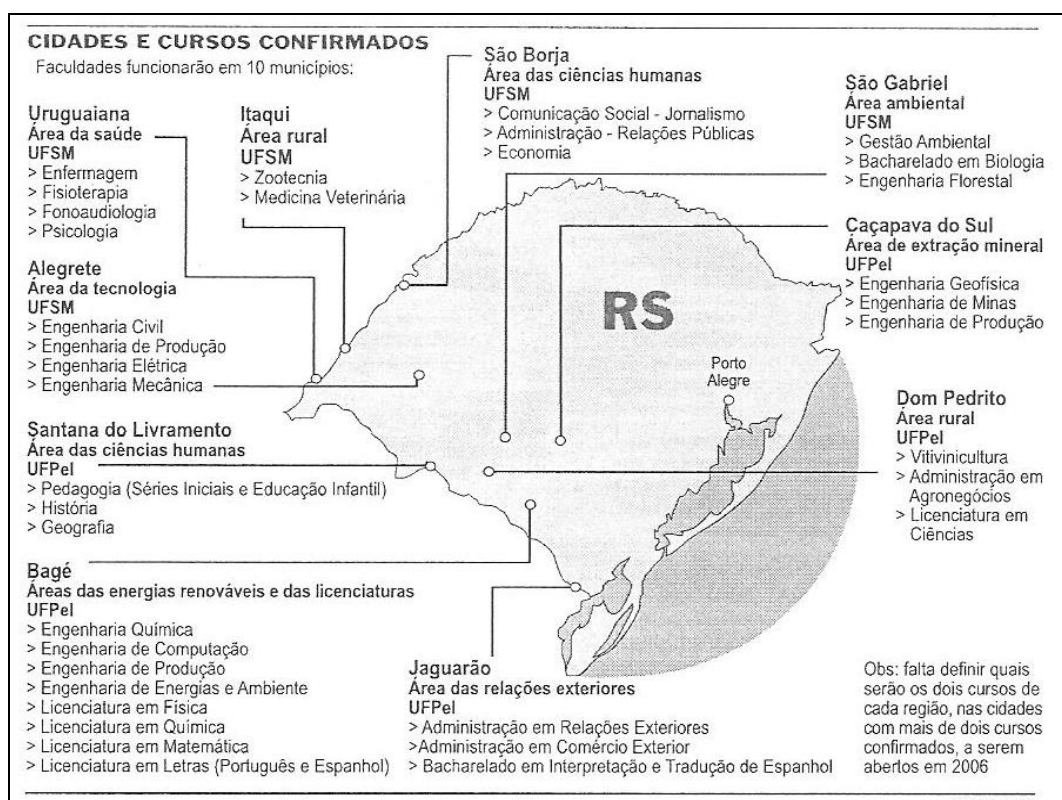 CIDADES E CURSOS CONFIRMADOS
Faculdades funcionarão em 10 municípios:
Uruguaiana
Área da saúde
UFSM
> Enfermagem
> Fisioterapia
> Fonoaudiologia
> Psicologia
Itaqui
Área rural
UFSM
> Zootecnia
> Medicina Veterinária
São Borja
Área das ciências humanas
UFSM
> Comunicação Social - Jornalismo
> Administração - Relações Públicas
> Economia
São Gabriel
Área ambiental
UFSM
> Gestão Ambiental
> Bacharelado em Biologia
> Engenharia Florestal
Alegrete
Área da tecnologia
UFSM
> Engenharia Civil
> Engenharia de Produção
> Engenharia Elétrica
> Engenharia Mecânica
Caçapava do Sul
Área de extração mineral
UFPel
> Engenharia Geofísica
> Engenharia de Minas
> Engenharia de Produção
RS
Porto
Alegre
Santana do Livramento
Área das ciências humanas
UFPel
> Pedagogia (Séries Iniciais e Educação Infantil)
> História
> Geografia
Dom Pedrito
Área rural
UFPel
> Vitivinicultura
> Administração em
Agronegócios
> Licenciatura em
Ciências
Bagé
Áreas das energias renováveis e das licenciaturas
UFPel
> Engenharia Química
> Engenharia de Computação
> Engenharia de Produção
> Engenharia de Energias e Ambiente
> Licenciatura em Física
> Licenciatura em Química
> Licenciatura em Matemática
> Licenciatura em Letras (Português e Espanhol)
Jaguarão
Área das relações exteriores
UFPel
> Administração em Relações Exteriores
>Administração em Comércio Exterior
> Bacharelado em Interpretação e Tradução de Espanhol
Obs: falta definir quais
serão os dois cursos de
cada região, nas cidades
com mais de dois cursos
confirmados, a serem
abertos em 2006